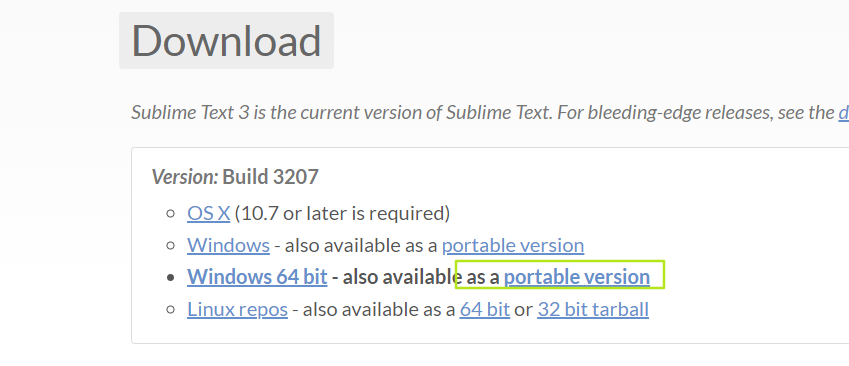 Download
Sublime Text 3 is the current version of Sublime Text. For bleeding-edge releases, see the
Version: Build 3207
OS X (10.7 or later is required)
Windows - also available as a portable version
Windows 64 bit - also available as a portable version
Linux repos - also available as a 64 bit or 32 bit tarball